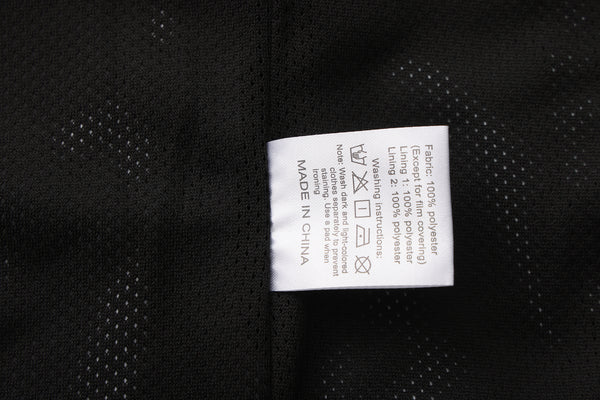 Fabric: 100% polyester
(Except for film covering)
Lining 1: 100% polyester
Lining 2: 100% polyester
Washing instructions:
Note: Wash dark and light-colored
clothes separately to prevent
staining. Use a pad when
ironing
MADE IN CHINA